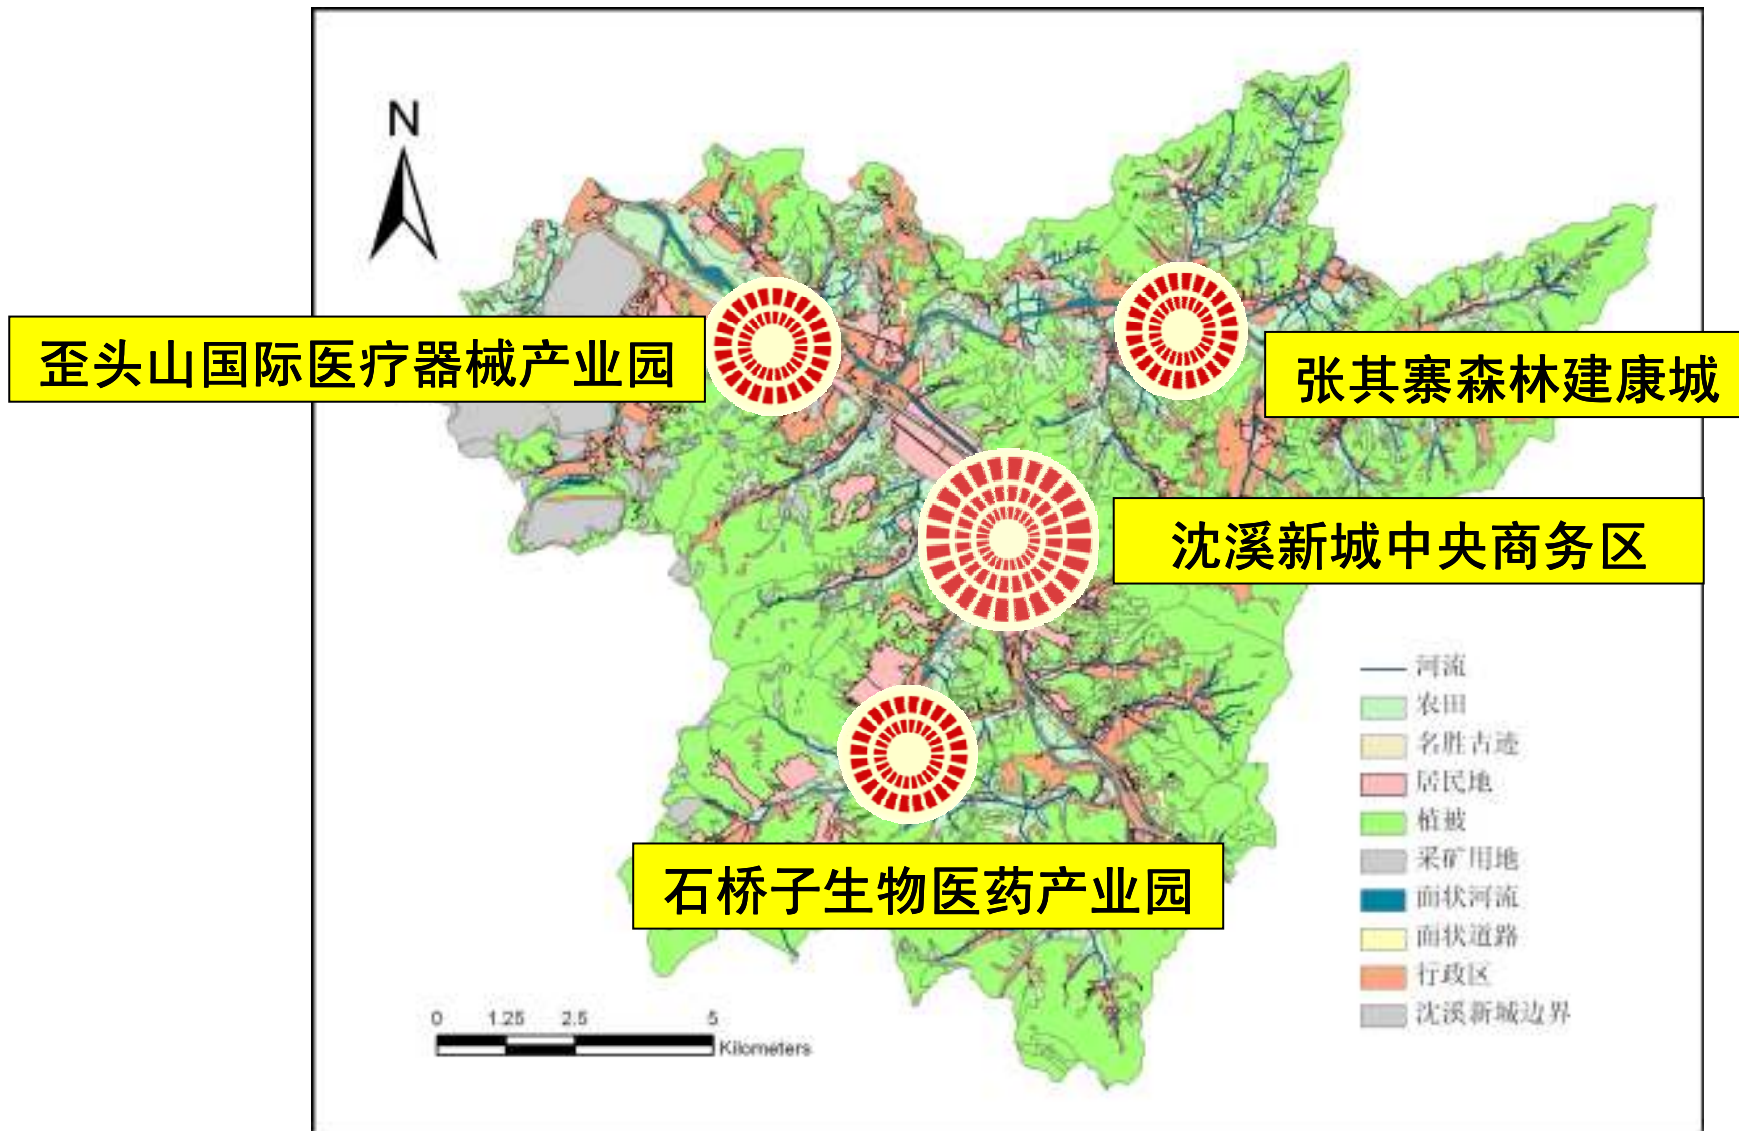 N
歪头山国际医疗器械产业园
张其寨森林建康城
沈溪新城中央商务区
石桥子生物医药产业园
河流
农田
名胜古迹
居民地
植被
采矿用地
面状河流
面状道路
行政区
沈溪新城边界
0 1.25 2.5 5
Kilometers